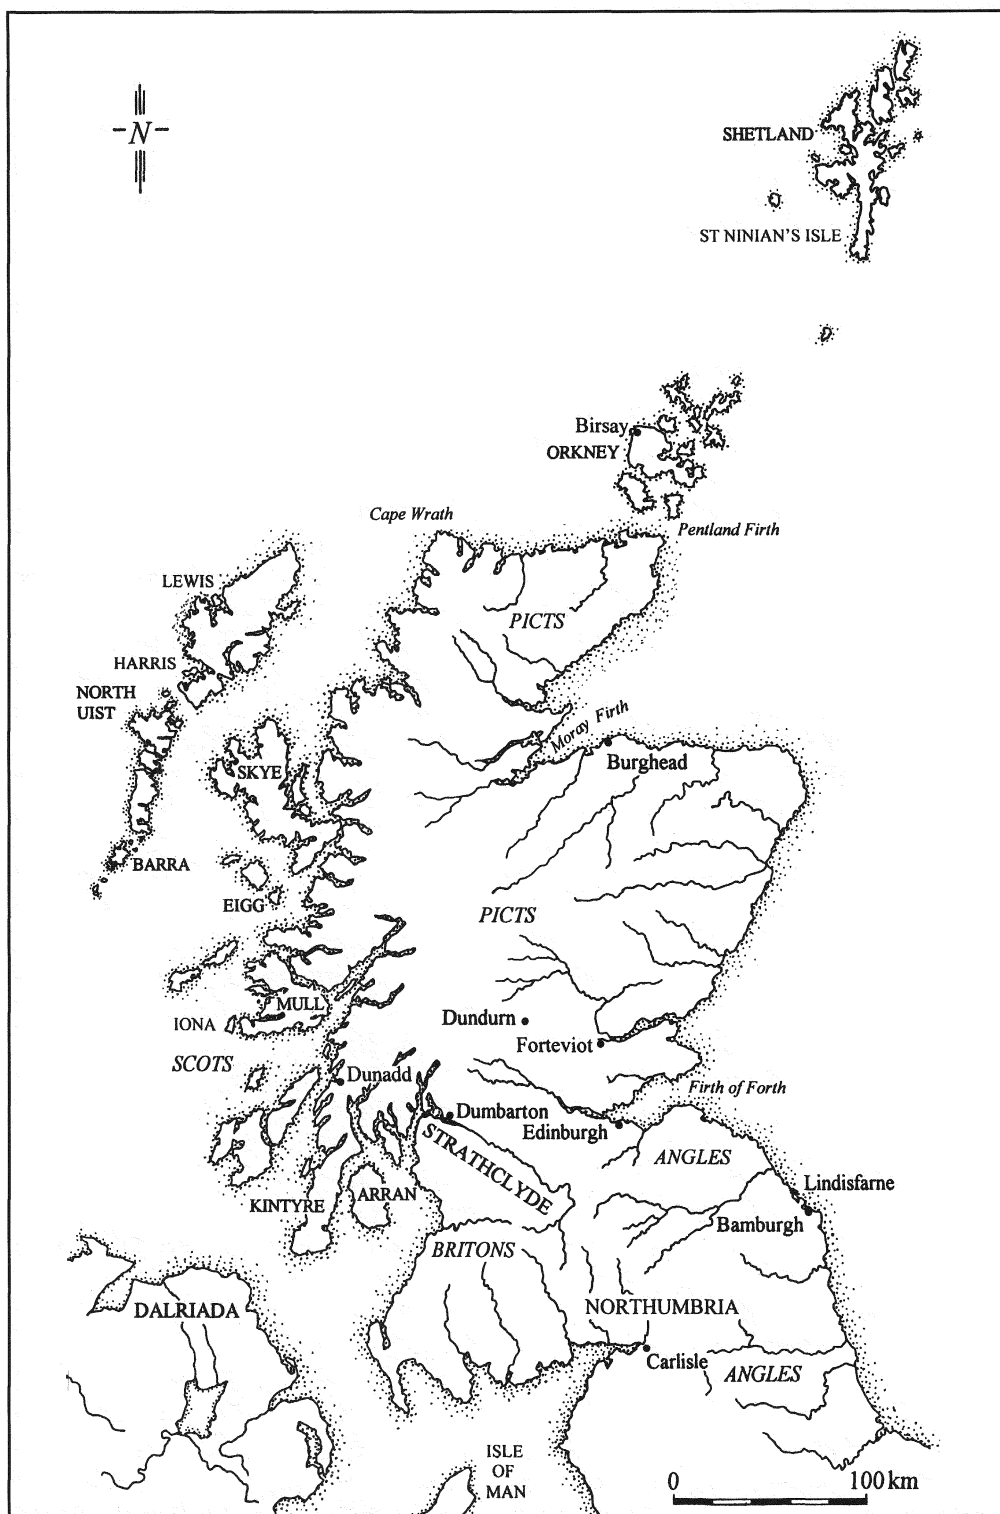 N
SHETLAND
ST NINIAN'S ISLE
Birsay
ORKNEY
Cape Wrath
Pentland Firth
LEWIS
PICTS
HARRIS
NORTH
UIST
Moray Firth
SKYE
Burghead
BARRA
EIGG
PICTS
MULL
IONA
Dundurn
Forteviot
SCOTS
Dunadd
Firth of Forth
Dumbarton
Edinburgh
STRATHCLYDE
ANGLES
Lindisfarne
KINTYRE
ARRAN
Bamburgh
BRITONS
DALRIADA
NORTHUMBRIA
Carlisle
ANGLES
ISLE
OF
MAN
0 100 km